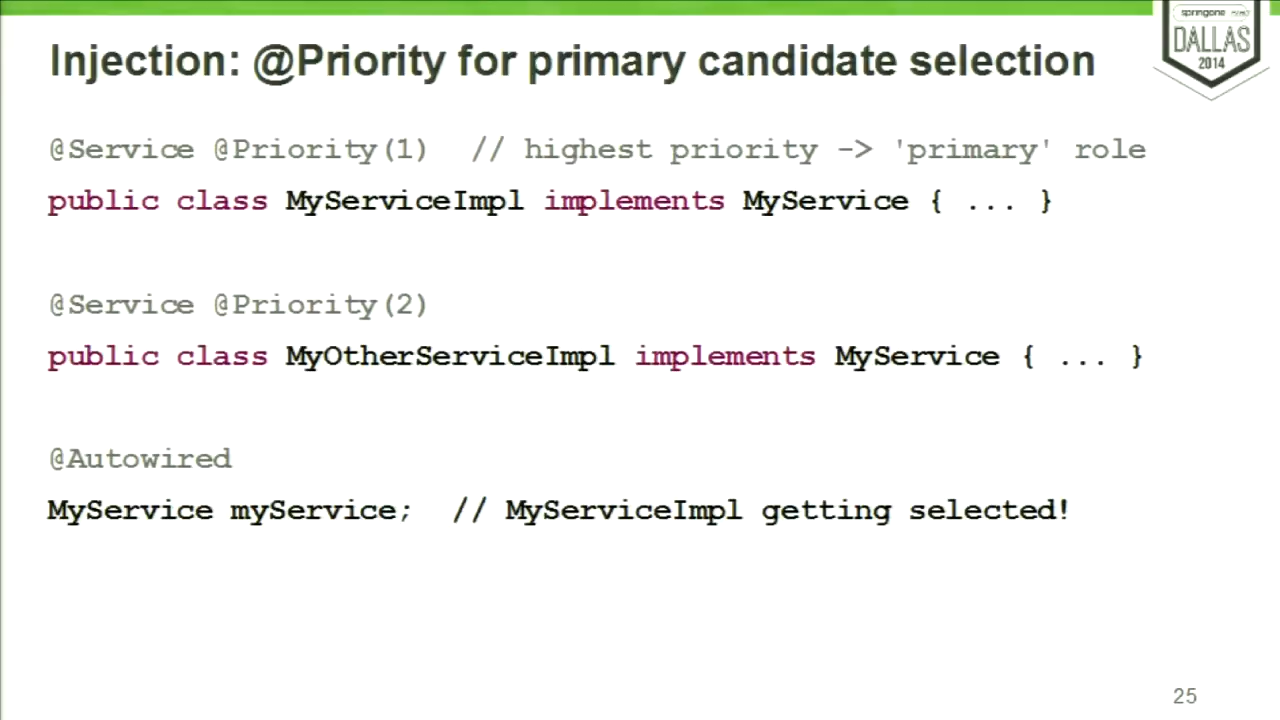 springone
DALLAS
2014
Injection: @Priority for primary candidate selection
@Service @Priority(1)  // highest priority -> 'primary' role
public class MyServiceImpl implements MyService { ... }
@Service @Priority(2)
public class MyOtherServiceImpl implements MyService { ... }
@Autowired
MyService myService;  // MyServiceImpl getting selected!
25